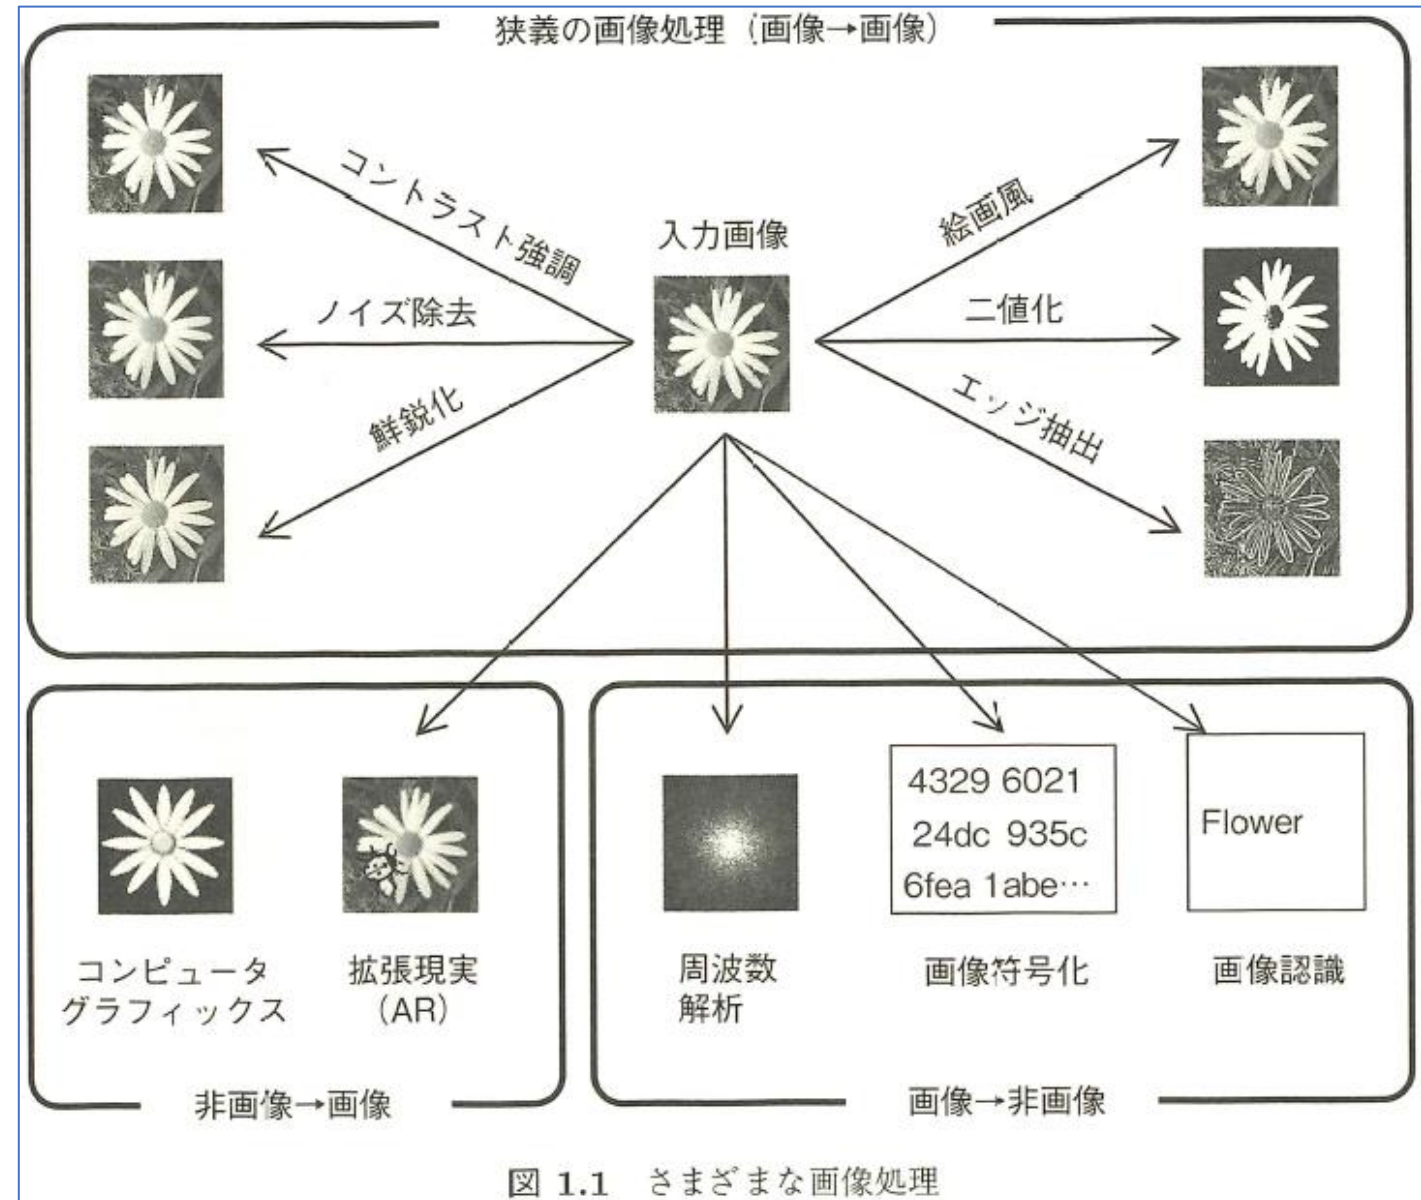 狭義の画像処理（画像→画像）
コントラスト強調
ノイズ除去
鮮鋭化
入力画像
絵画風
二値化
エッジ抽出
4329 6021
24dc 935c
6fea 1abe…
Flower
コンピュータ
グラフィックス
拡張現実
（AR）
周波数
解析
画像符号化
画像認識
非画像→画像
画像→非画像
図 1.1 さまざまな画像処理